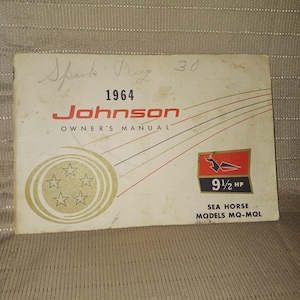 Spark Plug 30
1964
Johnson
OWNER'S MANUAL
9½ HP
SEA HORSE
MODELS MQ-MQL